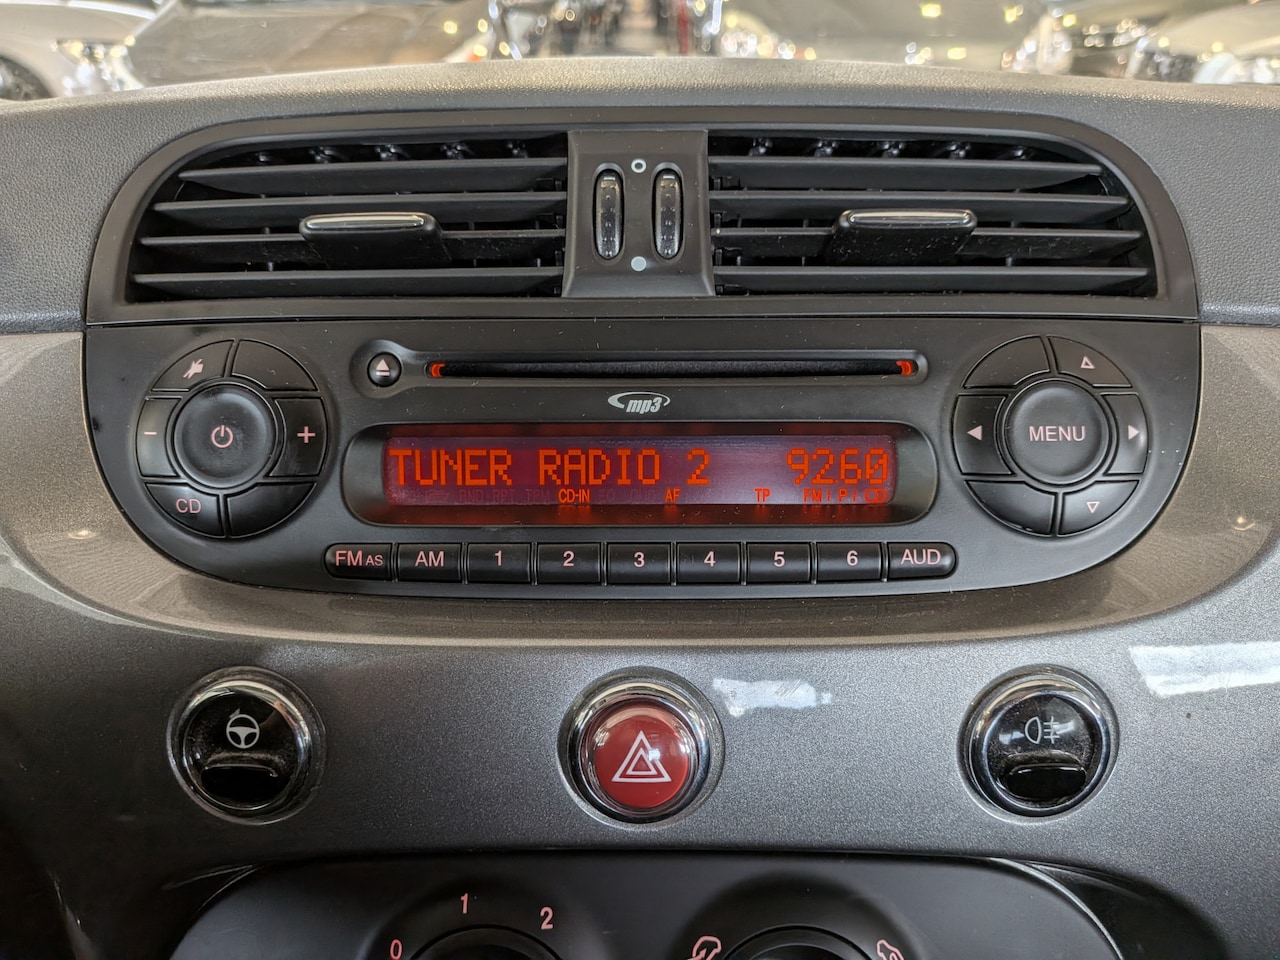 mp3
TUNER RADIO 2 9260
CD-IN AF TP
- +
MENU
CD
FM AS AM 1 2 3 4 5 6 AUD
1 2
0